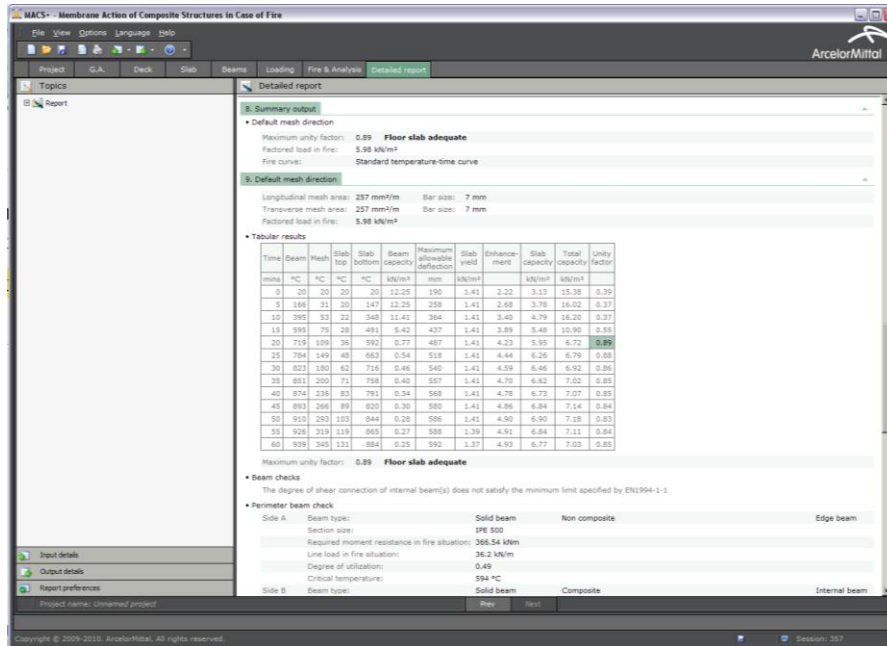 MACS+ - Membrane Action of Composite Structures in Case of Fire
File View Options Language Help
ArcelorMittal
Project G.A. Deck Slab Beams Loading Fire & Analysis Detailed report
Topics
Detailed report
Report
8. Summary output
• Default mesh direction
Maximum unity factor: 0.89 Floor slab adequate
Factored load in fire: 5.98 kN/m²
Fire curve: Standard temperature-time curve
9. Default mesh direction
Longitudinal mesh area: 257 mm²/m Bar size: 7 mm
Transverse mesh area: 257 mm²/m Bar size: 7 mm
Factored load in fire: 5.98 kN/m²
• Tabular results
Time Beam Mesh Slab top Slab bottom Beam capacity Maximum allowable deflection Slab yield Enhance-ment Slab capacity Total capacity Unity factor
mins °C °C °C °C kN/m² mm kN/m² kN/m² kN/m²
0 20 20 20 20 12.25 190 1.41 2.22 3.13 15.38 0.39
5 166 31 20 147 12.25 258 1.41 2.68 3.78 16.02 0.37
10 395 53 22 348 11.41 364 1.41 3.40 4.79 16.20 0.37
15 595 75 28 491 5.42 437 1.41 3.89 5.48 10.90 0.55
20 719 109 36 592 0.77 487 1.41 4.23 5.95 6.72 0.89
25 784 149 48 663 0.54 518 1.41 4.44 6.26 6.79 0.88
30 823 180 62 716 0.46 540 1.41 4.59 6.46 6.92 0.86
35 851 200 71 758 0.40 557 1.41 4.70 6.62 7.02 0.85
40 874 236 83 791 0.34 568 1.41 4.78 6.73 7.07 0.85
45 893 266 89 820 0.30 580 1.41 4.86 6.84 7.14 0.84
50 910 293 103 844 0.28 586 1.41 4.90 6.90 7.18 0.83
55 926 319 119 865 0.27 588 1.39 4.91 6.84 7.11 0.84
60 939 345 131 884 0.25 592 1.37 4.93 6.77 7.03 0.85
Maximum unity factor: 0.89 Floor slab adequate
• Beam checks
The degree of shear connection of internal beam(s) does not satisfy the minimum limit specified by EN1994-1-1
• Perimeter beam check
Side A Beam type: Solid beam Non composite Edge beam
Section size: IPE 500
Required moment resistance in fire situation: 366.54 kNm
Line load in fire situation: 36.2 kN/m
Degree of utilization: 0.49
Critical temperature: 594 °C
Side B Beam type: Solid beam Composite Internal beam
Input details
Output details
Report preferences
Project name: Unnamed project
Prev Next
Copyright © 2009-2010. ArcelorMittal. All rights reserved.
Session: 357